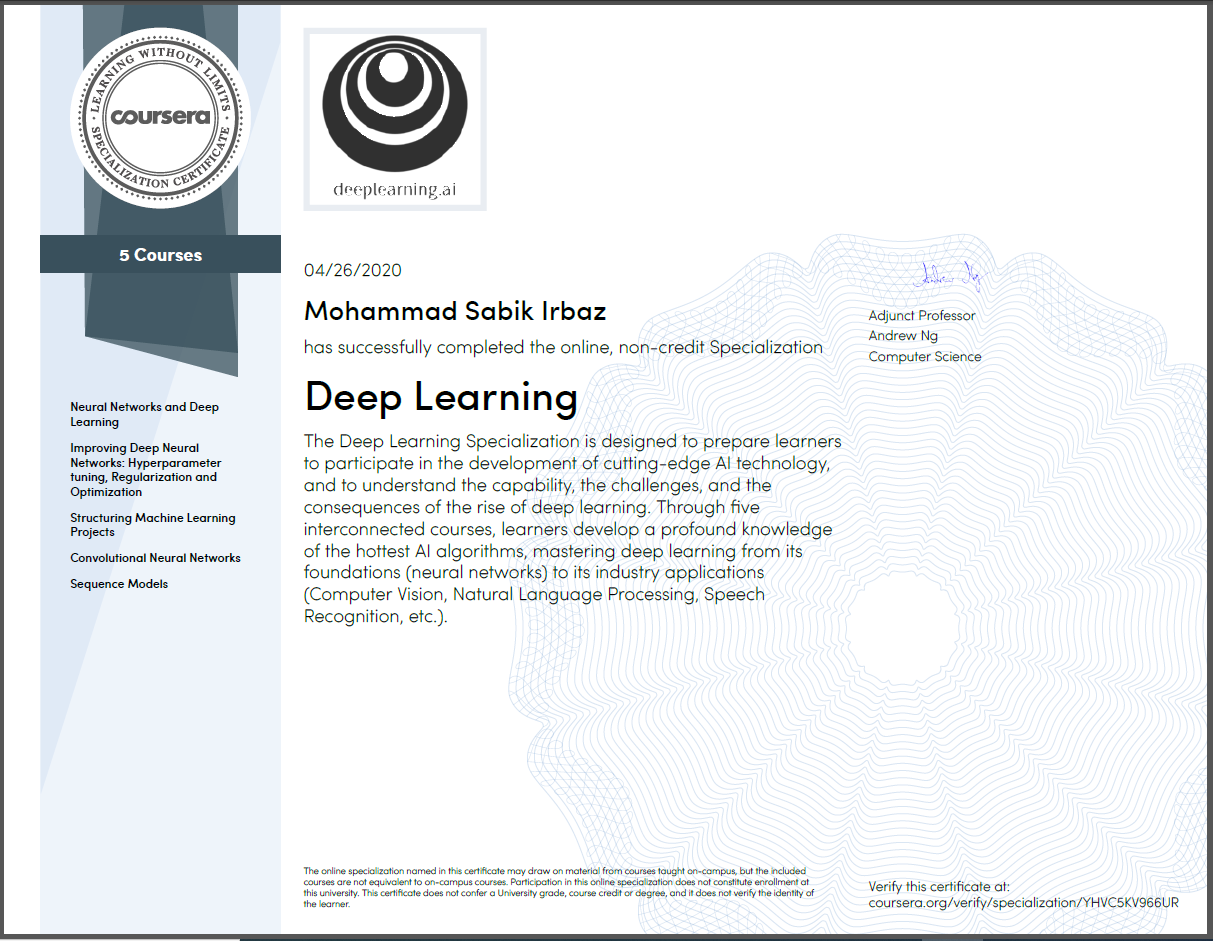 LEARNING WITHOUT LIMITS
coursera
SPECIALIZATION CERTIFICATE
5 Courses
Neural Networks and Deep
Learning
Improving Deep Neural
Networks: Hyperparameter
tuning, Regularization and
Optimization
Structuring Machine Learning
Projects
Convolutional Neural Networks
Sequence Models
deeplearning.ai
04/26/2020
Mohammad Sabik Irbaz
has successfully completed the online, non-credit Specialization
Deep Learning
The Deep Learning Specialization is designed to prepare learners
to participate in the development of cutting-edge AI technology,
and to understand the capability, the challenges, and the
consequences of the rise of deep learning. Through five
interconnected courses, learners develop a profound knowledge
of the hottest AI algorithms, mastering deep learning from its
foundations (neural networks) to its industry applications
(Computer Vision, Natural Language Processing, Speech
Recognition, etc.).
Andrew Ng
Adjunct Professor
Andrew Ng
Computer Science
The online specialization named in this certificate may draw on material from courses taught on-campus, but the included
courses are not equivalent to on-campus courses. Participation in this online specialization does not constitute enrollment at
this university. This certificate does not confer a University grade, course credit or degree, and it does not verify the identity of
the learner.
Verify this certificate at:
coursera.org/verify/specialization/YHVC5KV966UR